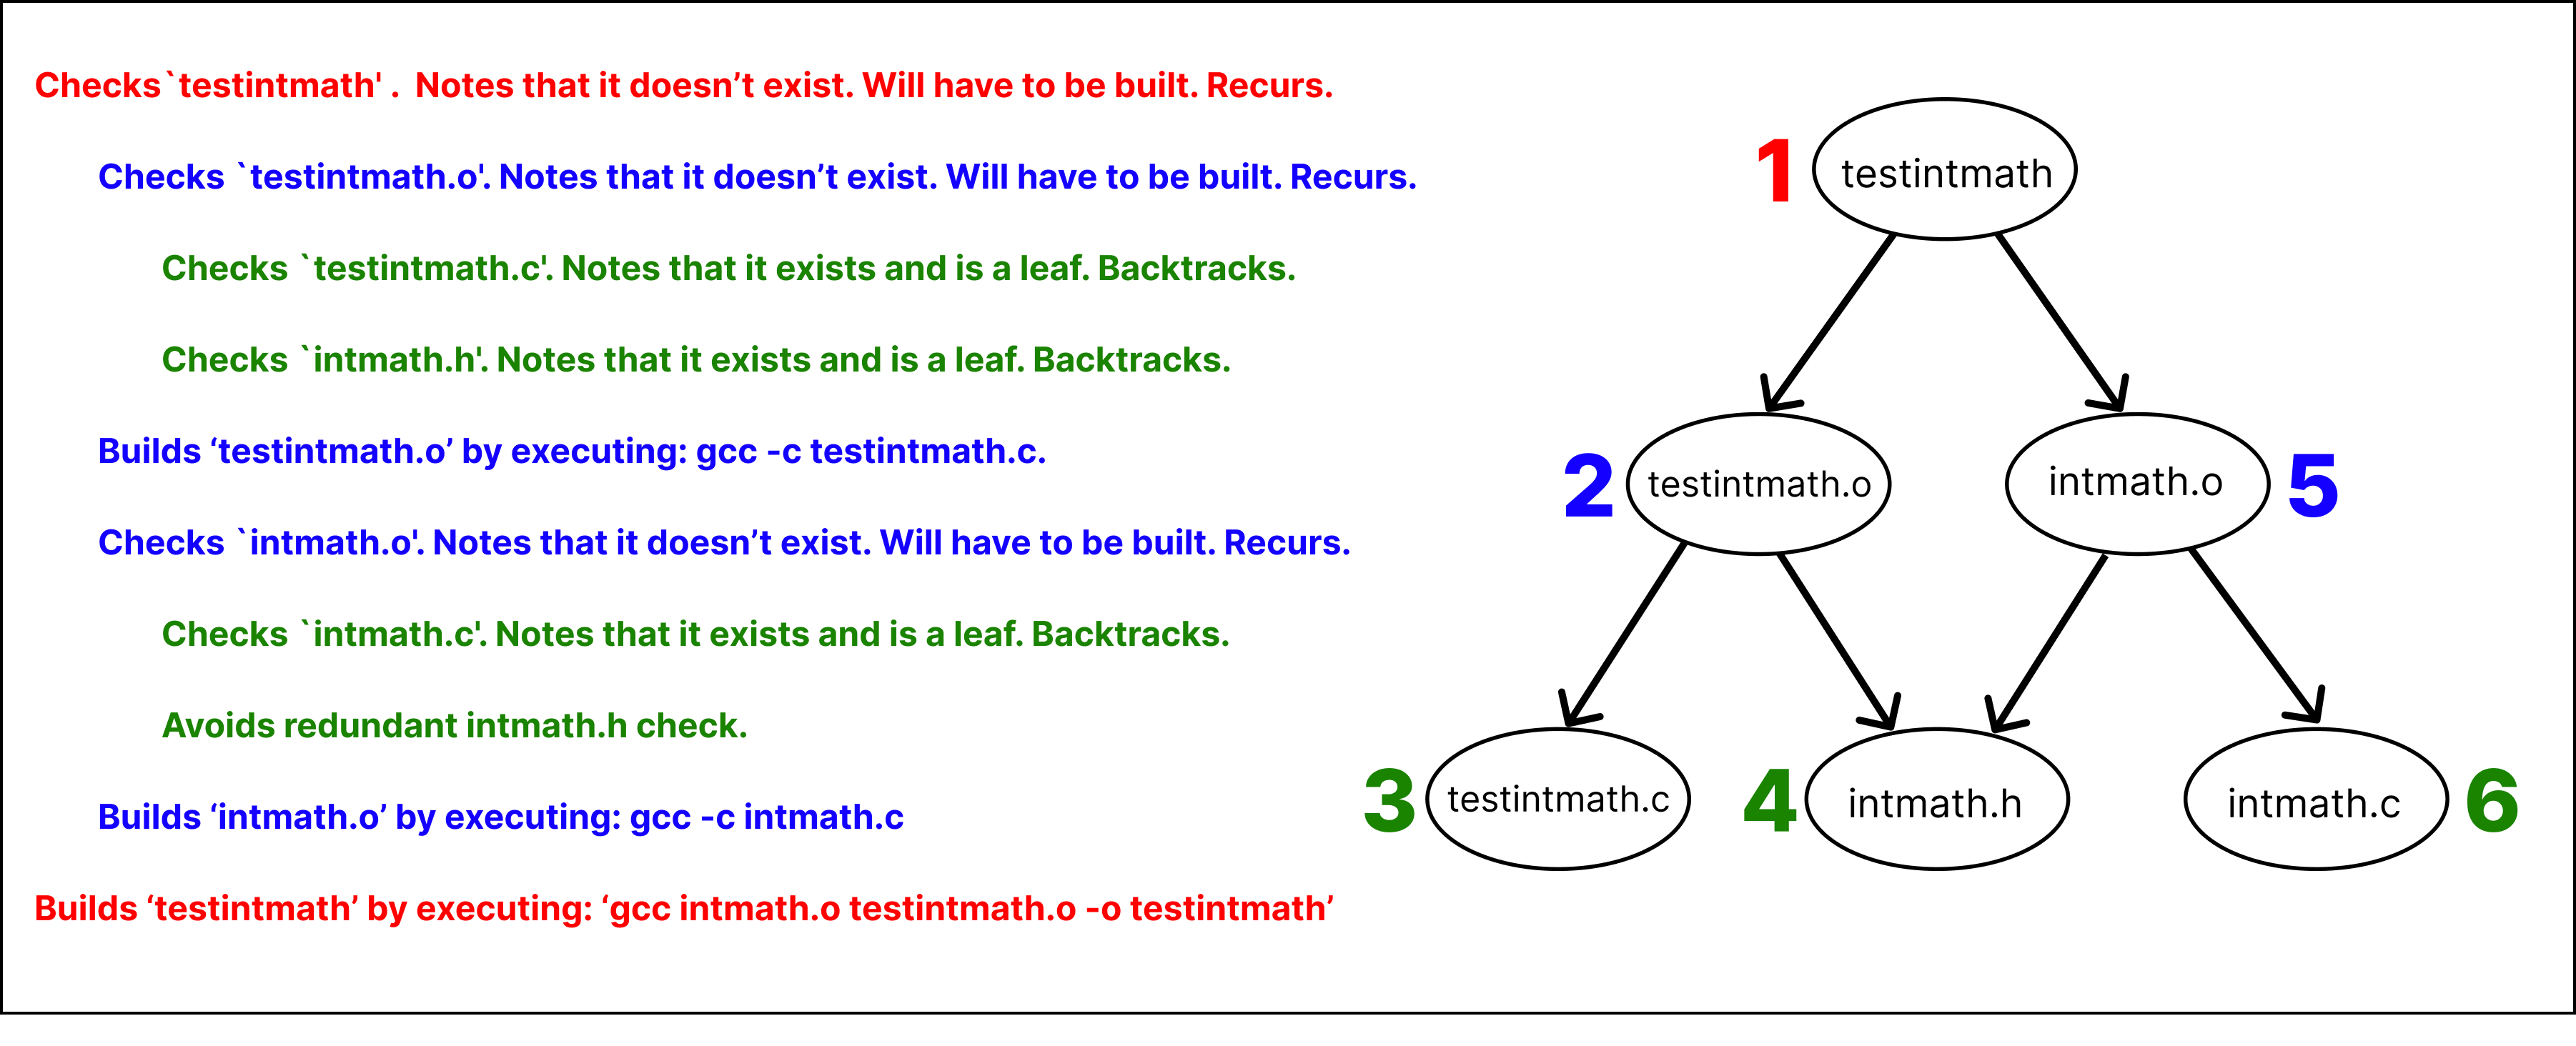 Checks`testintmath' .  Notes that it doesn’t exist. Will have to be built. Recurs.
Checks `testintmath.o'. Notes that it doesn’t exist. Will have to be built. Recurs.
Checks `testintmath.c'. Notes that it exists and is a leaf. Backtracks.
Checks `intmath.h'. Notes that it exists and is a leaf. Backtracks.
Builds ‘testintmath.o’ by executing: gcc -c testintmath.c.
Checks `intmath.o'. Notes that it doesn’t exist. Will have to be built. Recurs.
Checks `intmath.c'. Notes that it exists and is a leaf. Backtracks.
Avoids redundant intmath.h check.
Builds ‘intmath.o’ by executing: gcc -c intmath.c
Builds ‘testintmath’ by executing: ‘gcc intmath.o testintmath.o -o testintmath’
1 testintmath
2 testintmath.o
intmath.o 5
3 testintmath.c
4 intmath.h
intmath.c 6